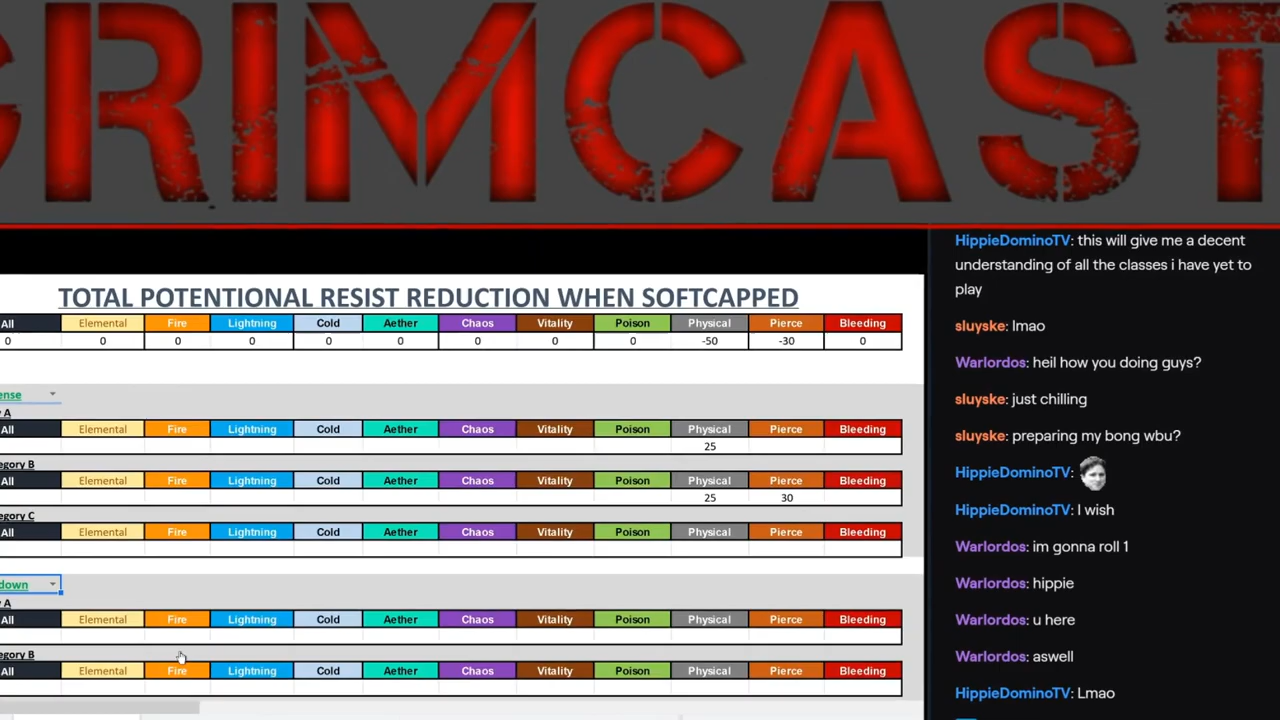 GRIMCAST
TOTAL POTENTIONAL RESIST REDUCTION WHEN SOFTCAPPED
All Elemental Fire Lightning Cold Aether Chaos Vitality Poison Physical Pierce Bleeding
0 0 0 0 0 0 0 0 0 -50 -30 0
ense
y A
All Elemental Fire Lightning Cold Aether Chaos Vitality Poison Physical Pierce Bleeding
25
egory B
All Elemental Fire Lightning Cold Aether Chaos Vitality Poison Physical Pierce Bleeding
25 30
egory C
All Elemental Fire Lightning Cold Aether Chaos Vitality Poison Physical Pierce Bleeding
down
y A
All Elemental Fire Lightning Cold Aether Chaos Vitality Poison Physical Pierce Bleeding
egory B
All Elemental Fire Lightning Cold Aether Chaos Vitality Poison Physical Pierce Bleeding
HippieDominoTV: this will give me a decent
understanding of all the classes i have yet to
play
sluyske: lmao
Warlordos: heil how you doing guys?
sluyske: just chilling
sluyske: preparing my bong wbu?
HippieDominoTV:
HippieDominoTV: I wish
Warlordos: im gonna roll 1
Warlordos: hippie
Warlordos: u here
Warlordos: aswell
HippieDominoTV: Lmao